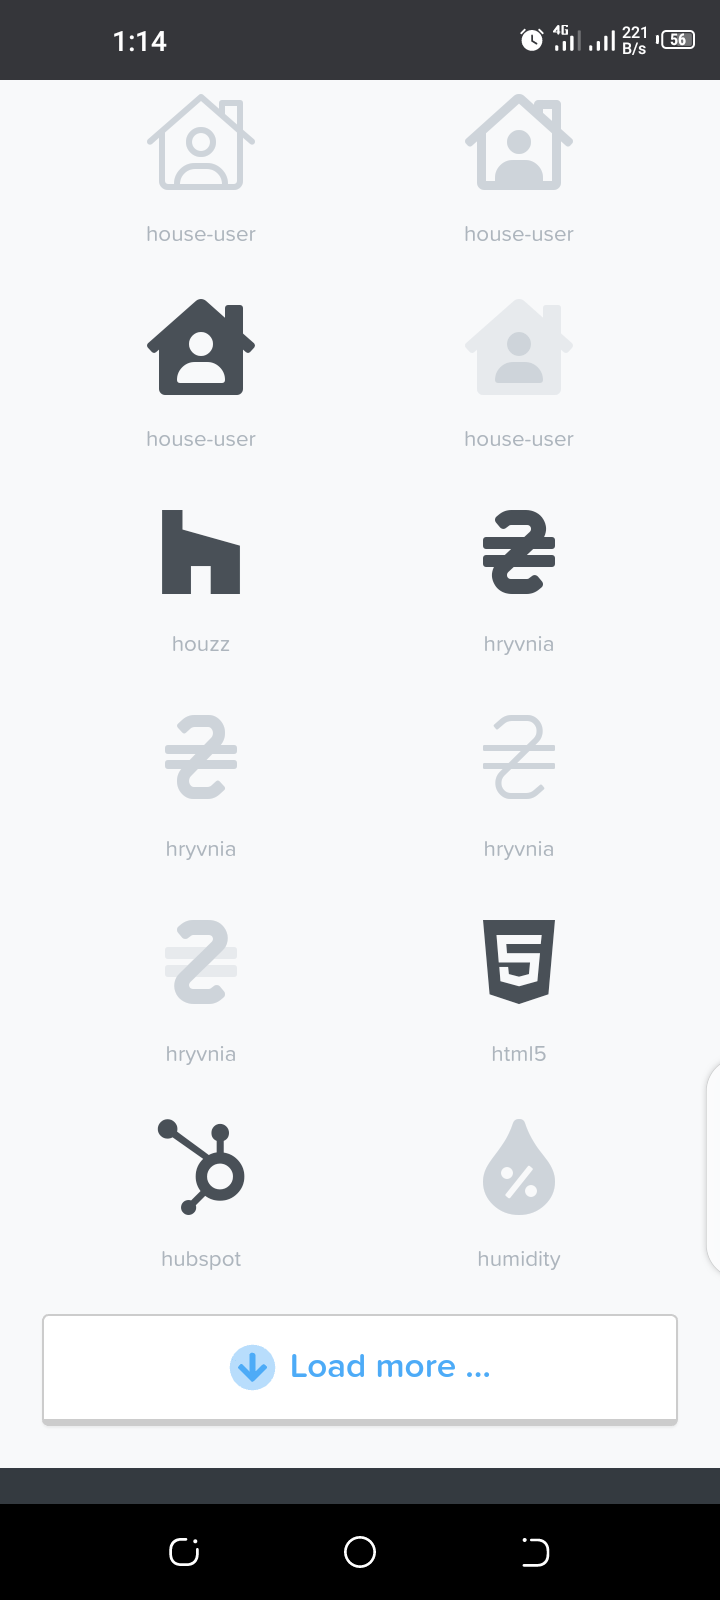 1:14
4G
221
B/s
56
house-user
house-user
house-user
house-user
houzz
hryvnia
hryvnia
hryvnia
hryvnia
html5
hubspot
humidity
Load more ...